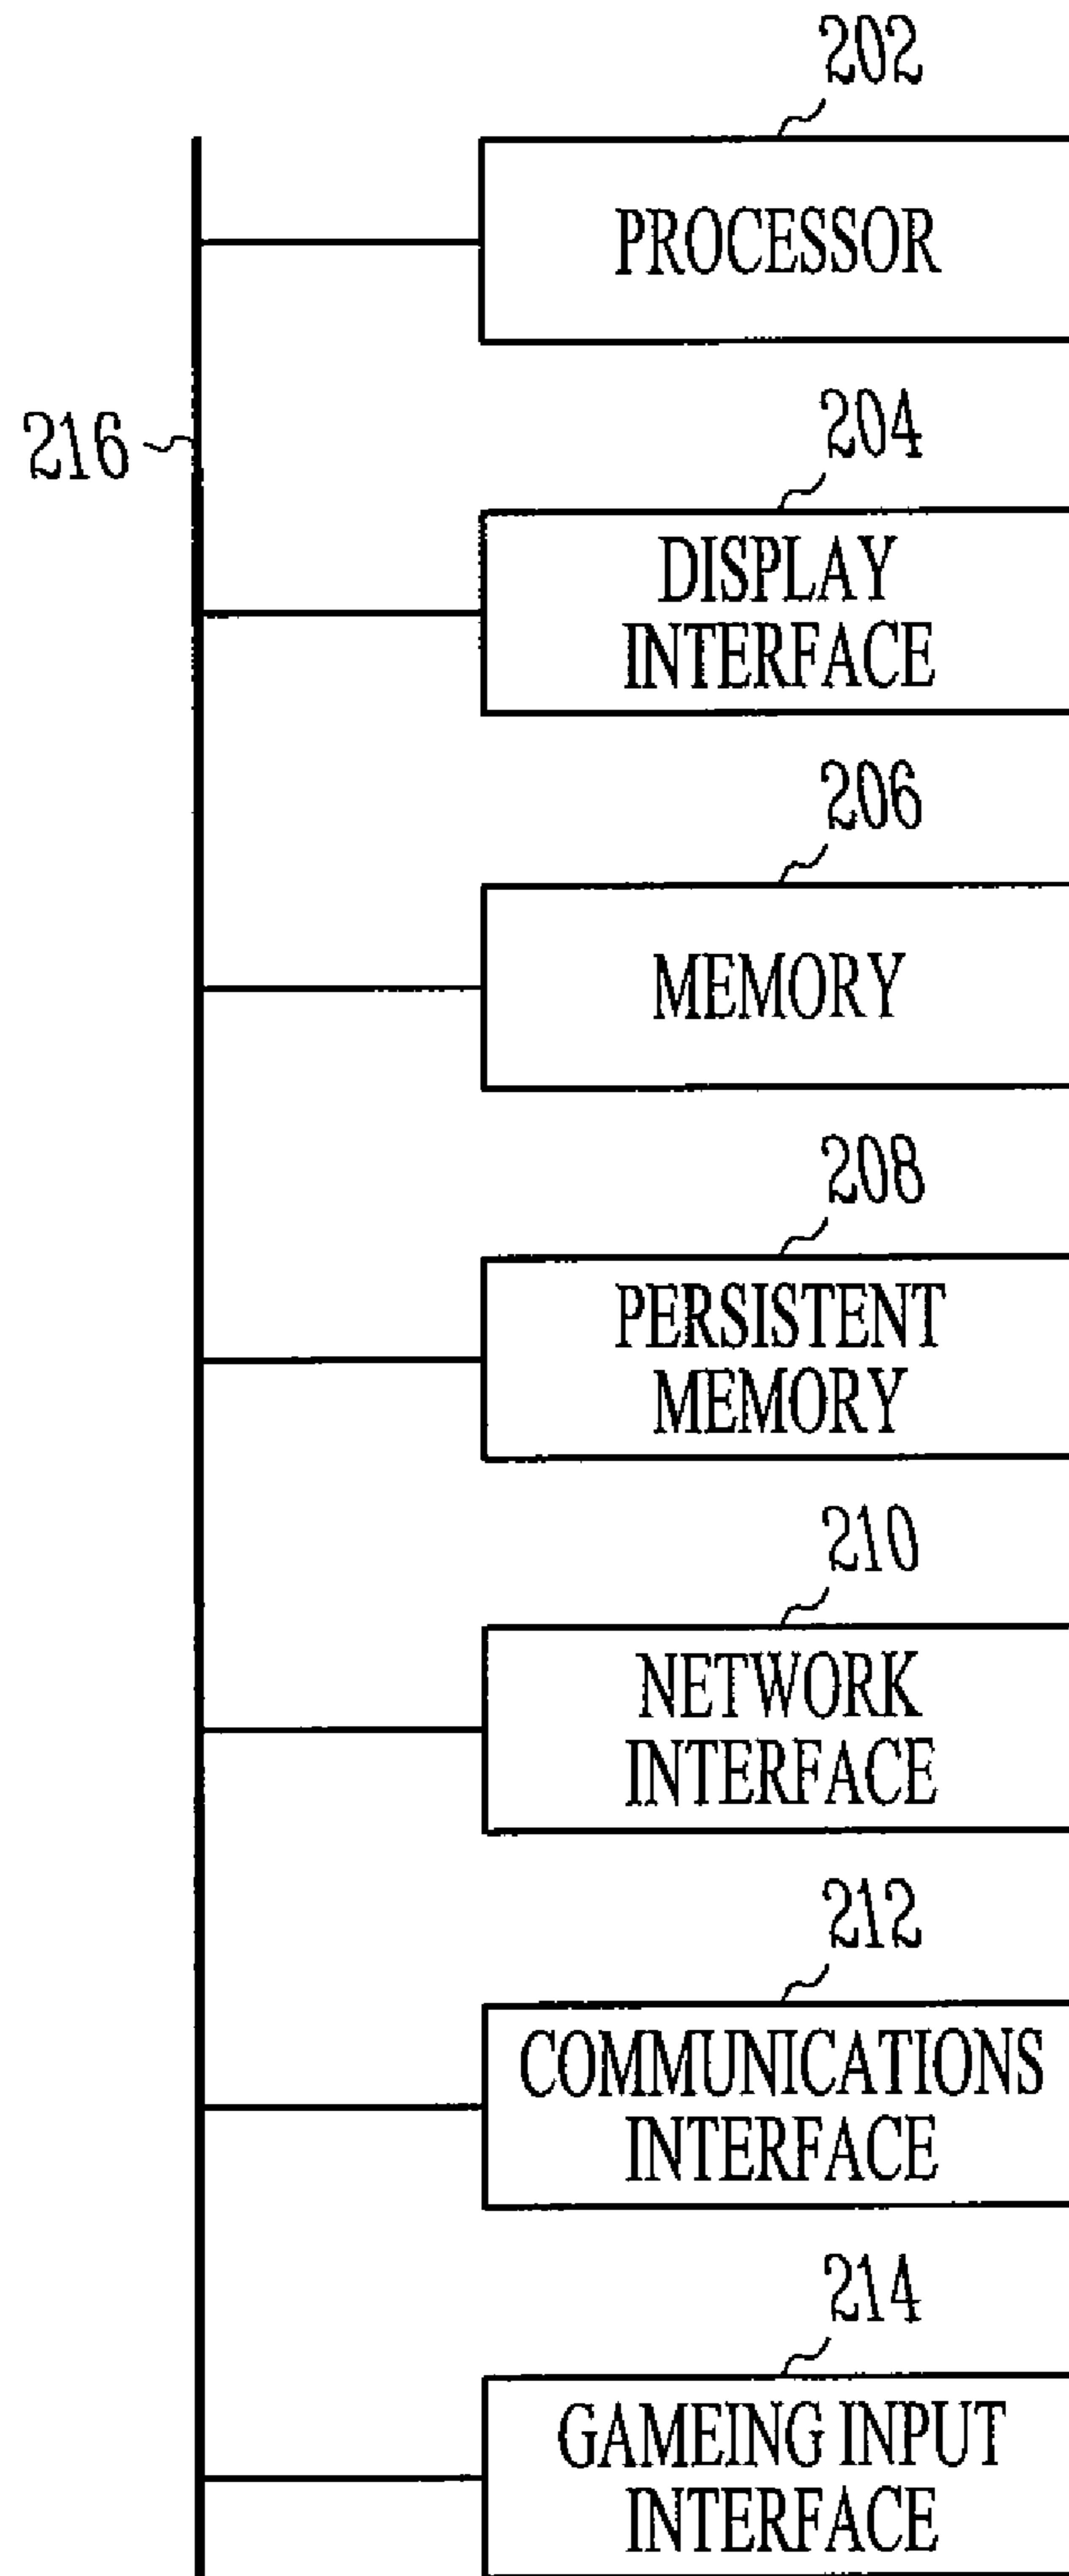 202
PROCESSOR
216
204
DISPLAY
INTERFACE
206
MEMORY
208
PERSISTENT
MEMORY
210
NETWORK
INTERFACE
212
COMMUNICATIONS
INTERFACE
214
GAMEING INPUT
INTERFACE